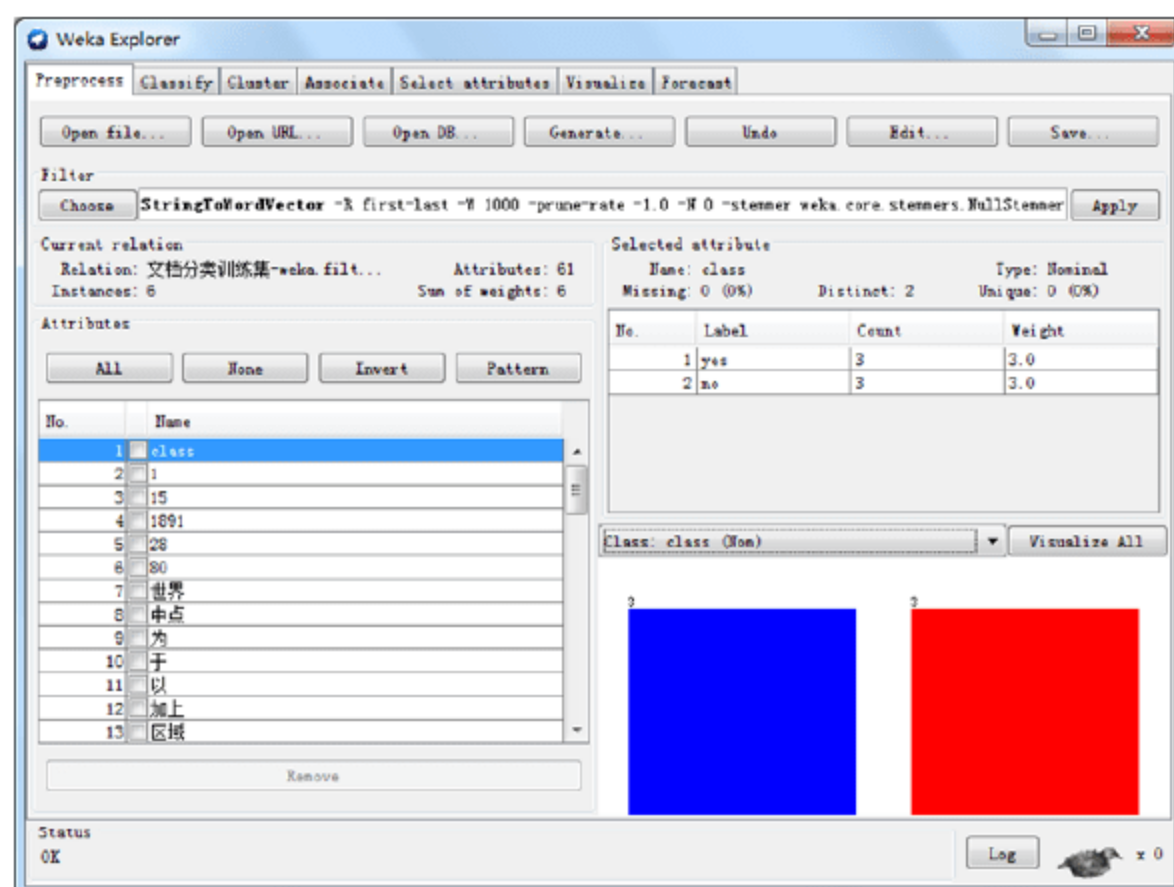 Weka Explorer
Preprocess Classify Cluster Associate Select attributes Visualize Forecast
Open file... Open URL... Open DB... Generate... Undo Edit... Save...
Filter
Choose StringToWordVector -R first-last -W 1000 -prune-rate -1.0 -N 0 -stemmer weka.core.stemmers.NullStemmer Apply
Current relation
Relation: 文档分类训练集-weka.filt... Attributes: 61
Instances: 6 Sum of weights: 6
Selected attribute
Name: class Type: Nominal
Missing: 0 (0%) Distinct: 2 Unique: 0 (0%)
No. Label Count Weight
1 yes 3 3.0
2 no 3 3.0
Attributes
All None Invert Pattern
No. Name
1 class
2 1
3 15
4 1891
5 28
6 80
7 世界
8 中点
9 为
10 于
11 以
12 加上
13 区域
Remove
Class: class (Nom) Visualize All
3 3
Status
OK
Log x 0